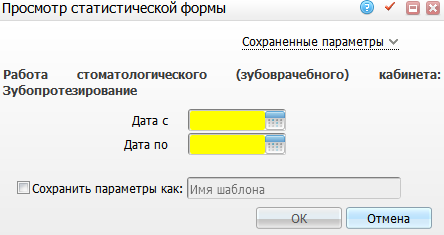 Просмотр статистической формы
Сохраненные параметры
Работа стоматологического (зубоврачебного) кабинета:
Зубопротезирование
Дата с
Дата по
Сохранить параметры как: Имя шаблона
ОК Отмена